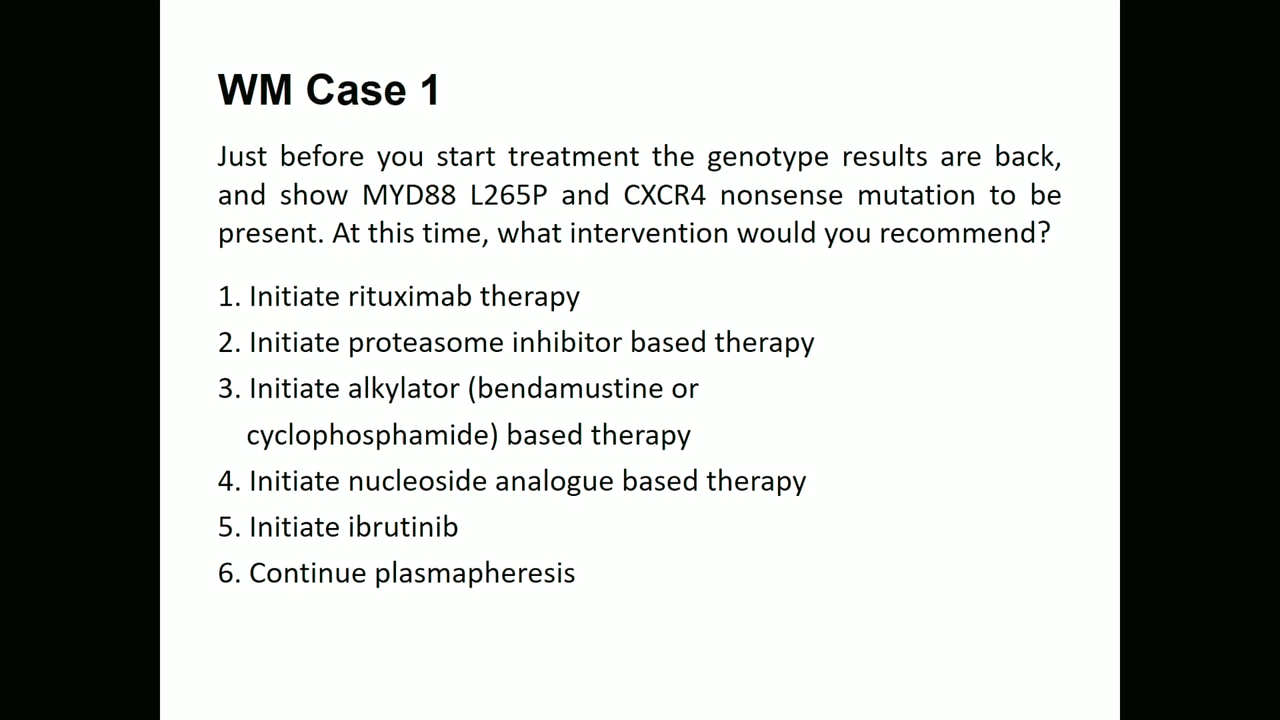 WM Case 1
Just before you start treatment the genotype results are back,
and show MYD88 L265P and CXCR4 nonsense mutation to be
present. At this time, what intervention would you recommend?
1. Initiate rituximab therapy
2. Initiate proteasome inhibitor based therapy
3. Initiate alkylator (bendamustine or
cyclophosphamide) based therapy
4. Initiate nucleoside analogue based therapy
5. Initiate ibrutinib
6. Continue plasmapheresis